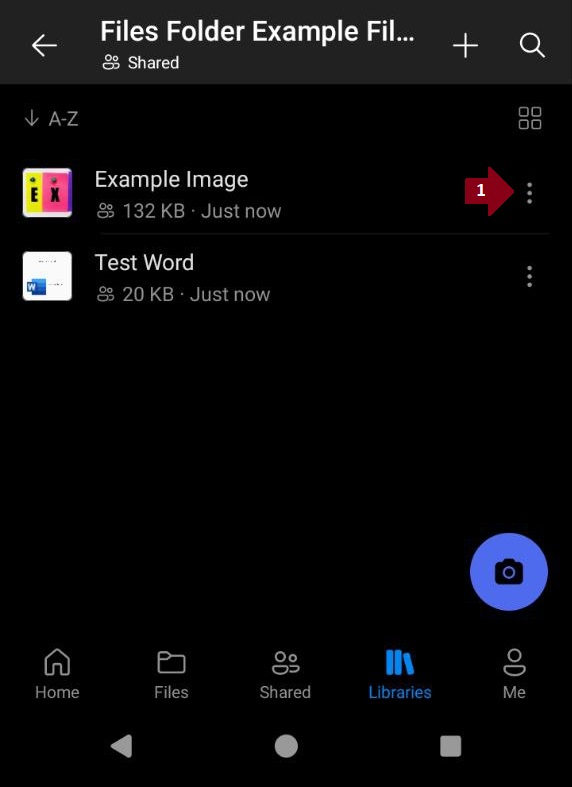 Files Folder Example Fil...
Shared
A-Z
E X
Example Image
132 KB · Just now
1
W
Test Word
20 KB · Just now
Home
Files
Shared
Libraries
Me